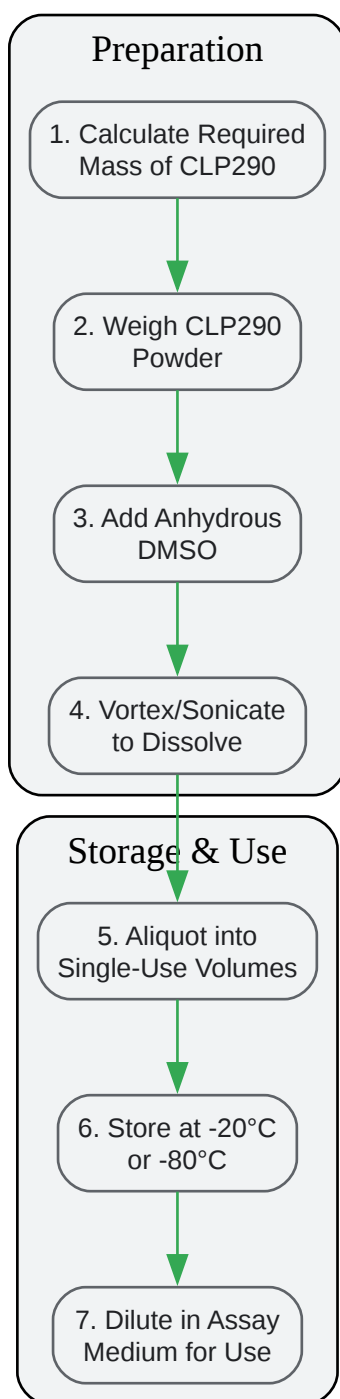 Preparation
1. Calculate Required
Mass of CLP290
2. Weigh CLP290
Powder
3. Add Anhydrous
DMSO
4. Vortex/Sonicate
to Dissolve
Storage & Use
5. Aliquot into
Single-Use Volumes
6. Store at -20°C
or -80°C
7. Dilute in Assay
Medium for Use